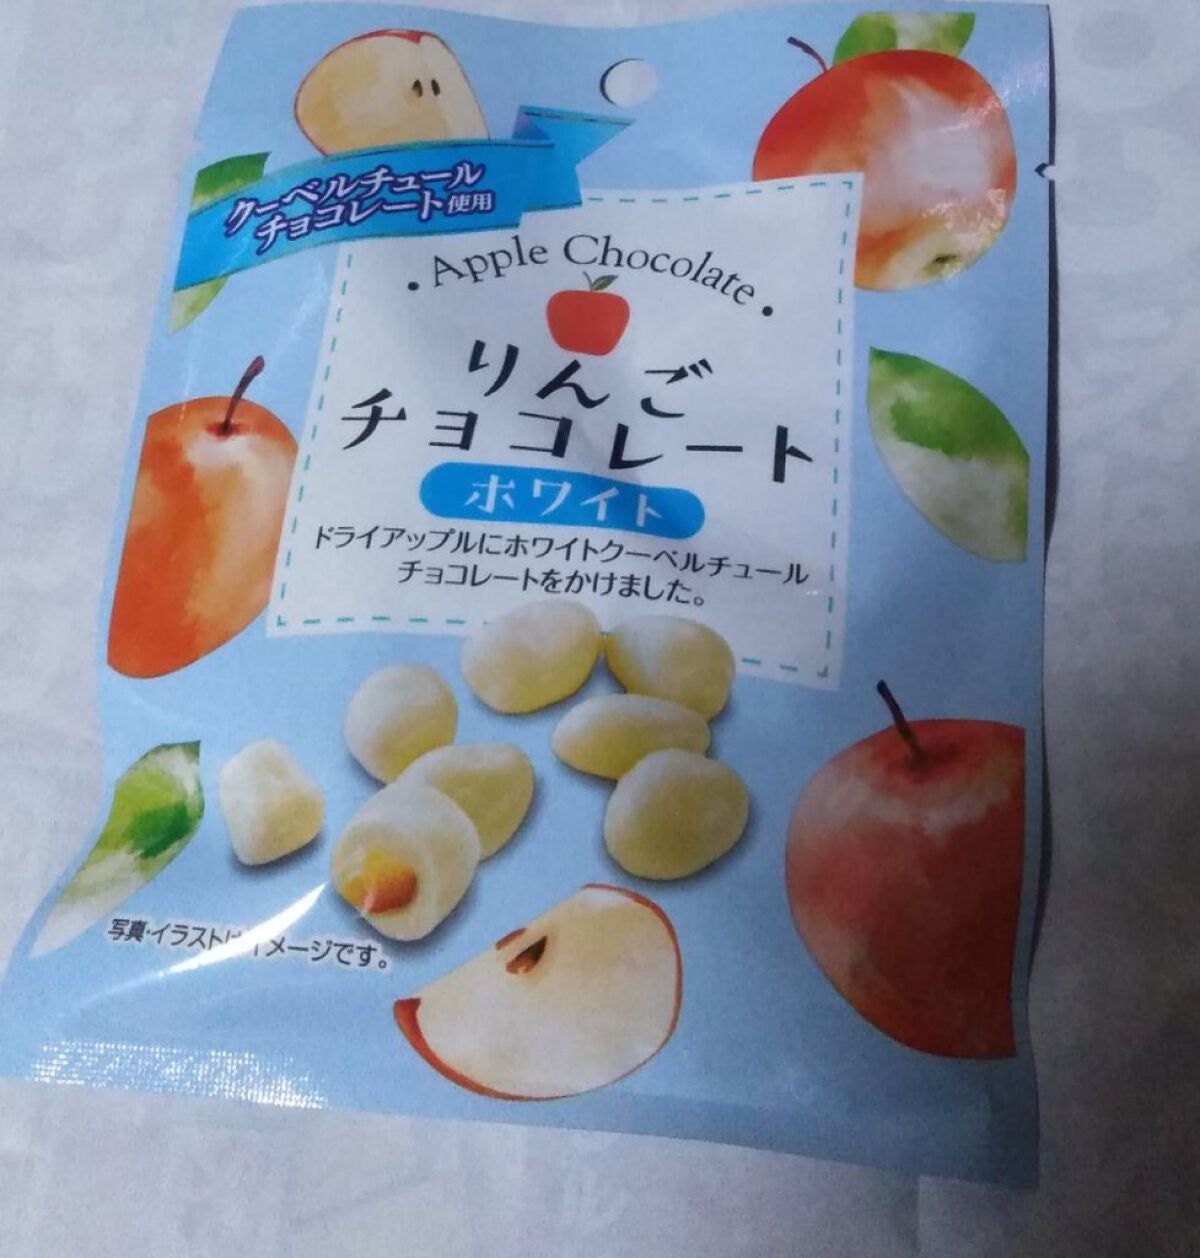 クーベルチュール
チョコレート使用
・Apple Chocolate・
りんご
チョコレート
ホワイト
ドライアップルにホワイトクーベルチュール
チョコレートをかけました。
写真・イラストはイメージです。